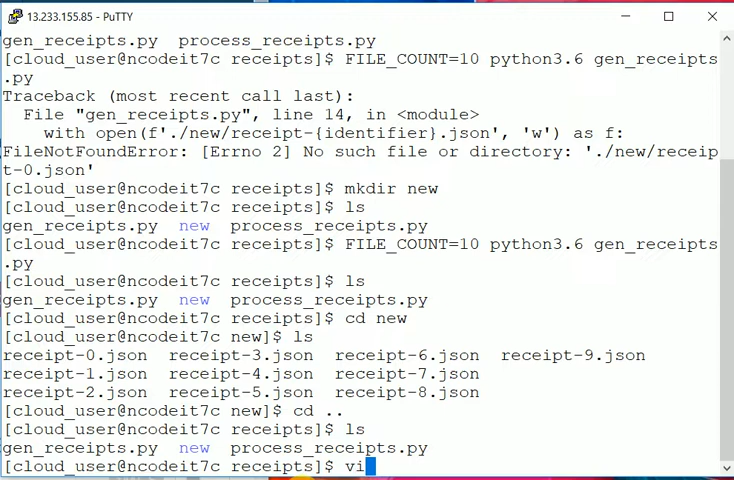 13.233.155.85 - PuTTY
gen_receipts.py  process_receipts.py
[cloud_user@ncodeit7c receipts]$ FILE_COUNT=10 python3.6 gen_receipts
.py
Traceback (most recent call last):
  File "gen_receipts.py", line 14, in <module>
    with open(f'./new/receipt-{identifier}.json', 'w') as f:
FileNotFoundError: [Errno 2] No such file or directory: './new/receip
t-0.json'
[cloud_user@ncodeit7c receipts]$ mkdir new
[cloud_user@ncodeit7c receipts]$ ls
gen_receipts.py  new  process_receipts.py
[cloud_user@ncodeit7c receipts]$ FILE_COUNT=10 python3.6 gen_receipts
.py
[cloud_user@ncodeit7c receipts]$ ls
gen_receipts.py  new  process_receipts.py
[cloud_user@ncodeit7c receipts]$ cd new
[cloud_user@ncodeit7c new]$ ls
receipt-0.json  receipt-3.json  receipt-6.json  receipt-9.json
receipt-1.json  receipt-4.json  receipt-7.json
receipt-2.json  receipt-5.json  receipt-8.json
[cloud_user@ncodeit7c new]$ cd ..
[cloud_user@ncodeit7c receipts]$ ls
gen_receipts.py  new  process_receipts.py
[cloud_user@ncodeit7c receipts]$ vi